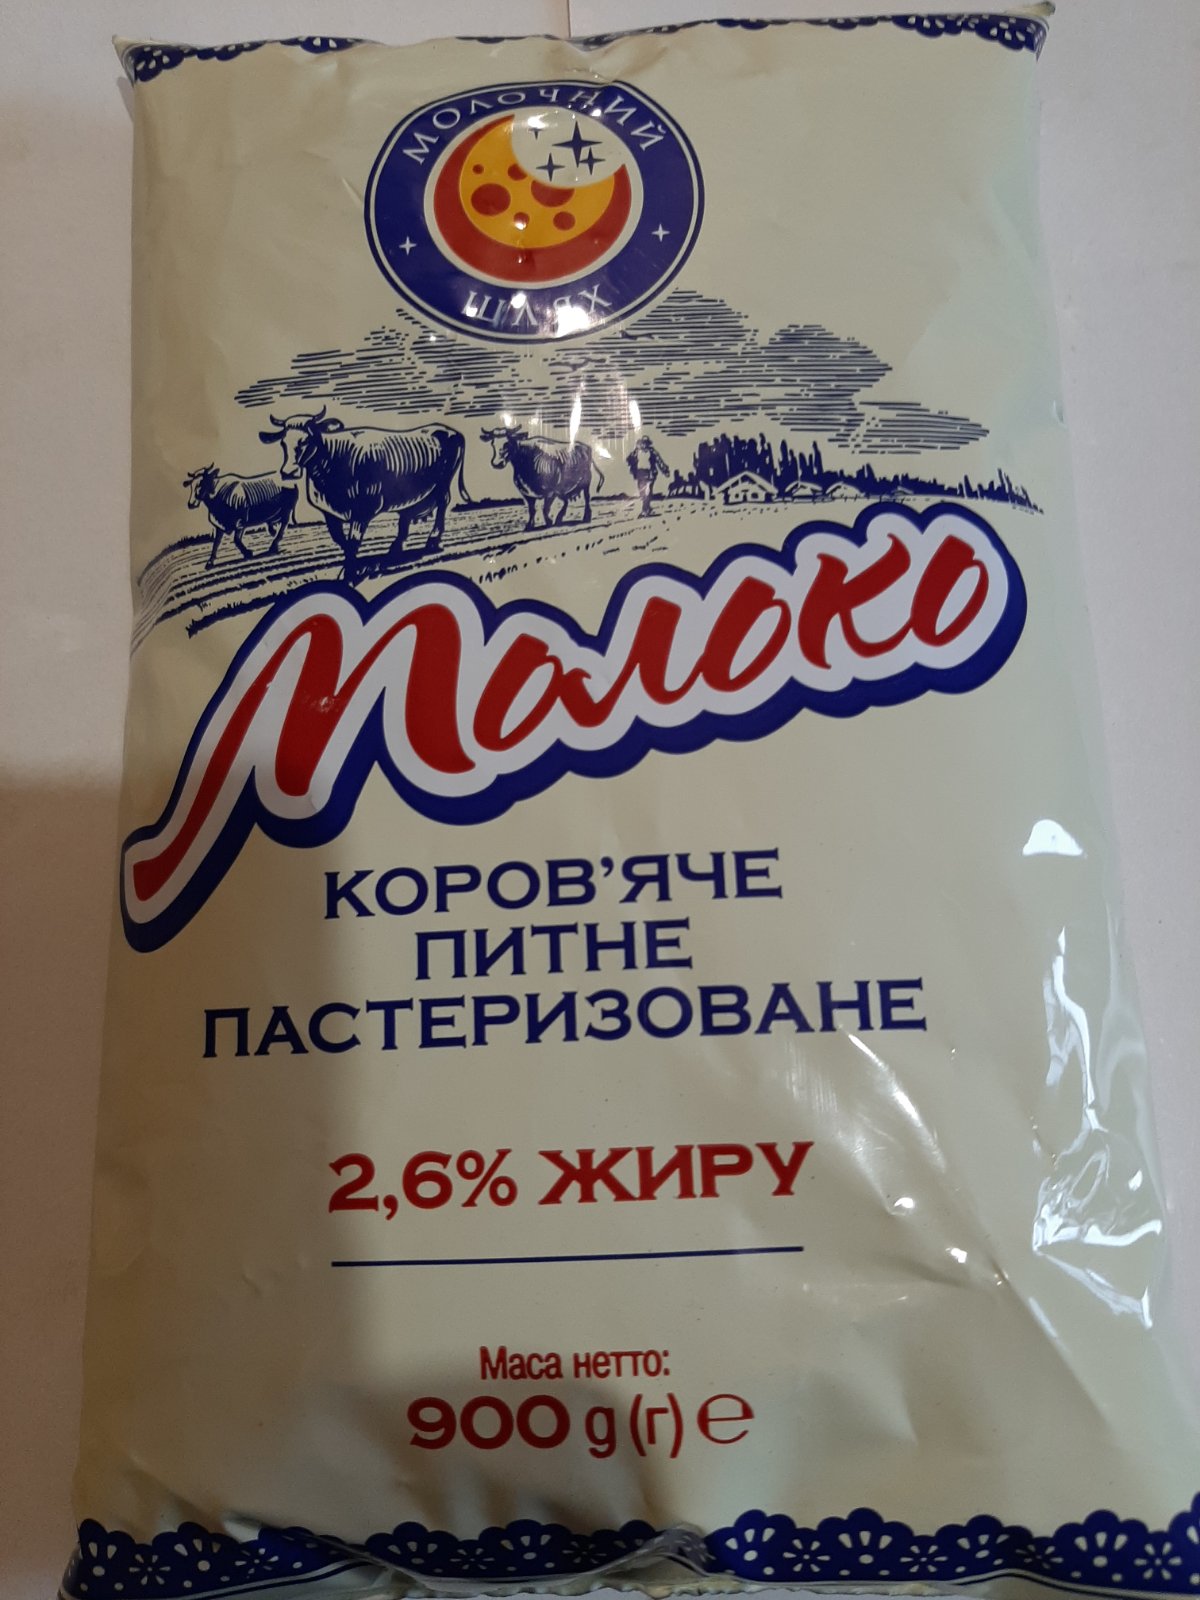 МОЛОЧНИЙ
ШЛЯХ
Молоко
КОРОВ’ЯЧЕ
ПИТНЕ
ПАСТЕРИЗОВАНЕ
2,6% ЖИРУ
Маса нетто:
900 g (г) ℮